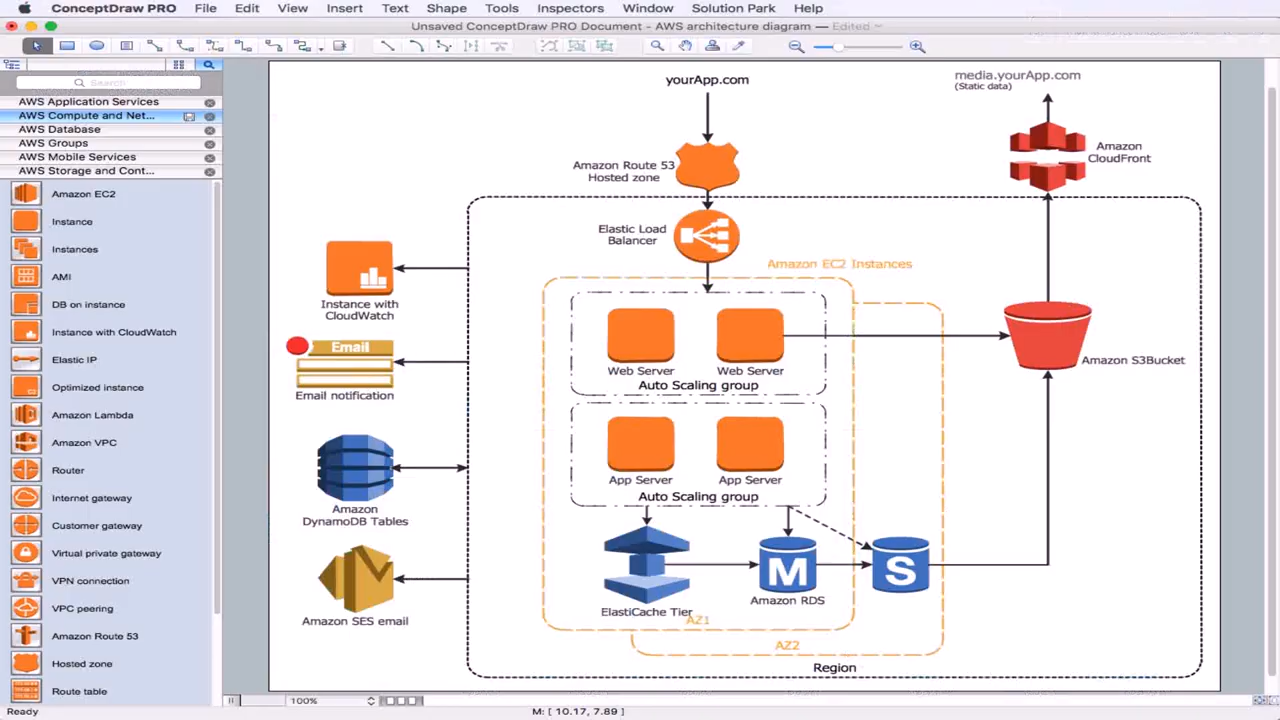 ConceptDraw PRO File Edit View Insert Text Shape Tools Inspectors Window Solution Park Help
Unsaved ConceptDraw PRO Document - AWS architecture diagram — Edited
Search
AWS Application Services
AWS Compute and Net...
AWS Database
AWS Groups
AWS Mobile Services
AWS Storage and Cont...
Amazon EC2
Instance
Instances
AMI
DB on instance
Instance with CloudWatch
Elastic IP
Optimized instance
Amazon Lambda
Amazon VPC
Router
Internet gateway
Customer gateway
Virtual private gateway
VPN connection
VPC peering
Amazon Route 53
Hosted zone
Route table
yourApp.com
media.yourApp.com
(Static data)
Amazon Route 53
Hosted zone
Amazon
CloudFront
Elastic Load
Balancer
Amazon EC2 Instances
Instance with
CloudWatch
Email
Email notification
Web Server
Web Server
Auto Scaling group
Amazon S3Bucket
App Server
App Server
Auto Scaling group
Amazon
DynamoDB Tables
M
S
Amazon RDS
ElastiCache Tier
Amazon SES email
AZ1
AZ2
Region
100%
Ready
M: [ 10.17, 7.89 ]